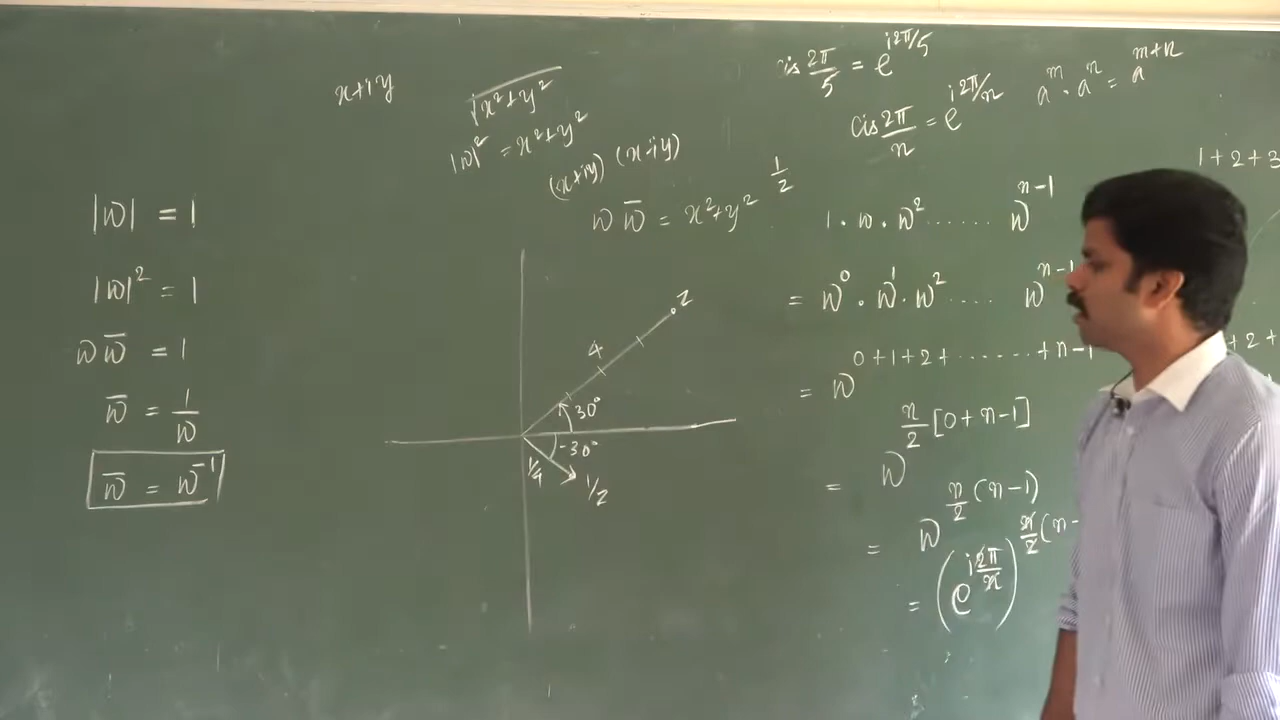 |w| = 1
|w|² = 1
w w̅ = 1
w̅ = 1/w
w̅ = w⁻¹
x+iy
√(x²+y²)
|w|² = x²+y²
(x+iy) (x-iy)
w w̅ = x²+y²
1/2
z
4
30°
-30°
1/4
1/z
cis 2π/5 = e^(i2π/5)
cis 2π/n = e^(i2π/n)
a^m · a^n = a^(m+n)
1+2+3
1 · w · w² ...... w^(n-1)
= w⁰ · w¹ · w² ..... w^(n-1)
= w^(0+1+2+.......+n-1)
+2+
= w^(n/2 [0+n-1])
= w^(n/2 (n-1))
= (e^(i2π/n))^(n/2 (n-